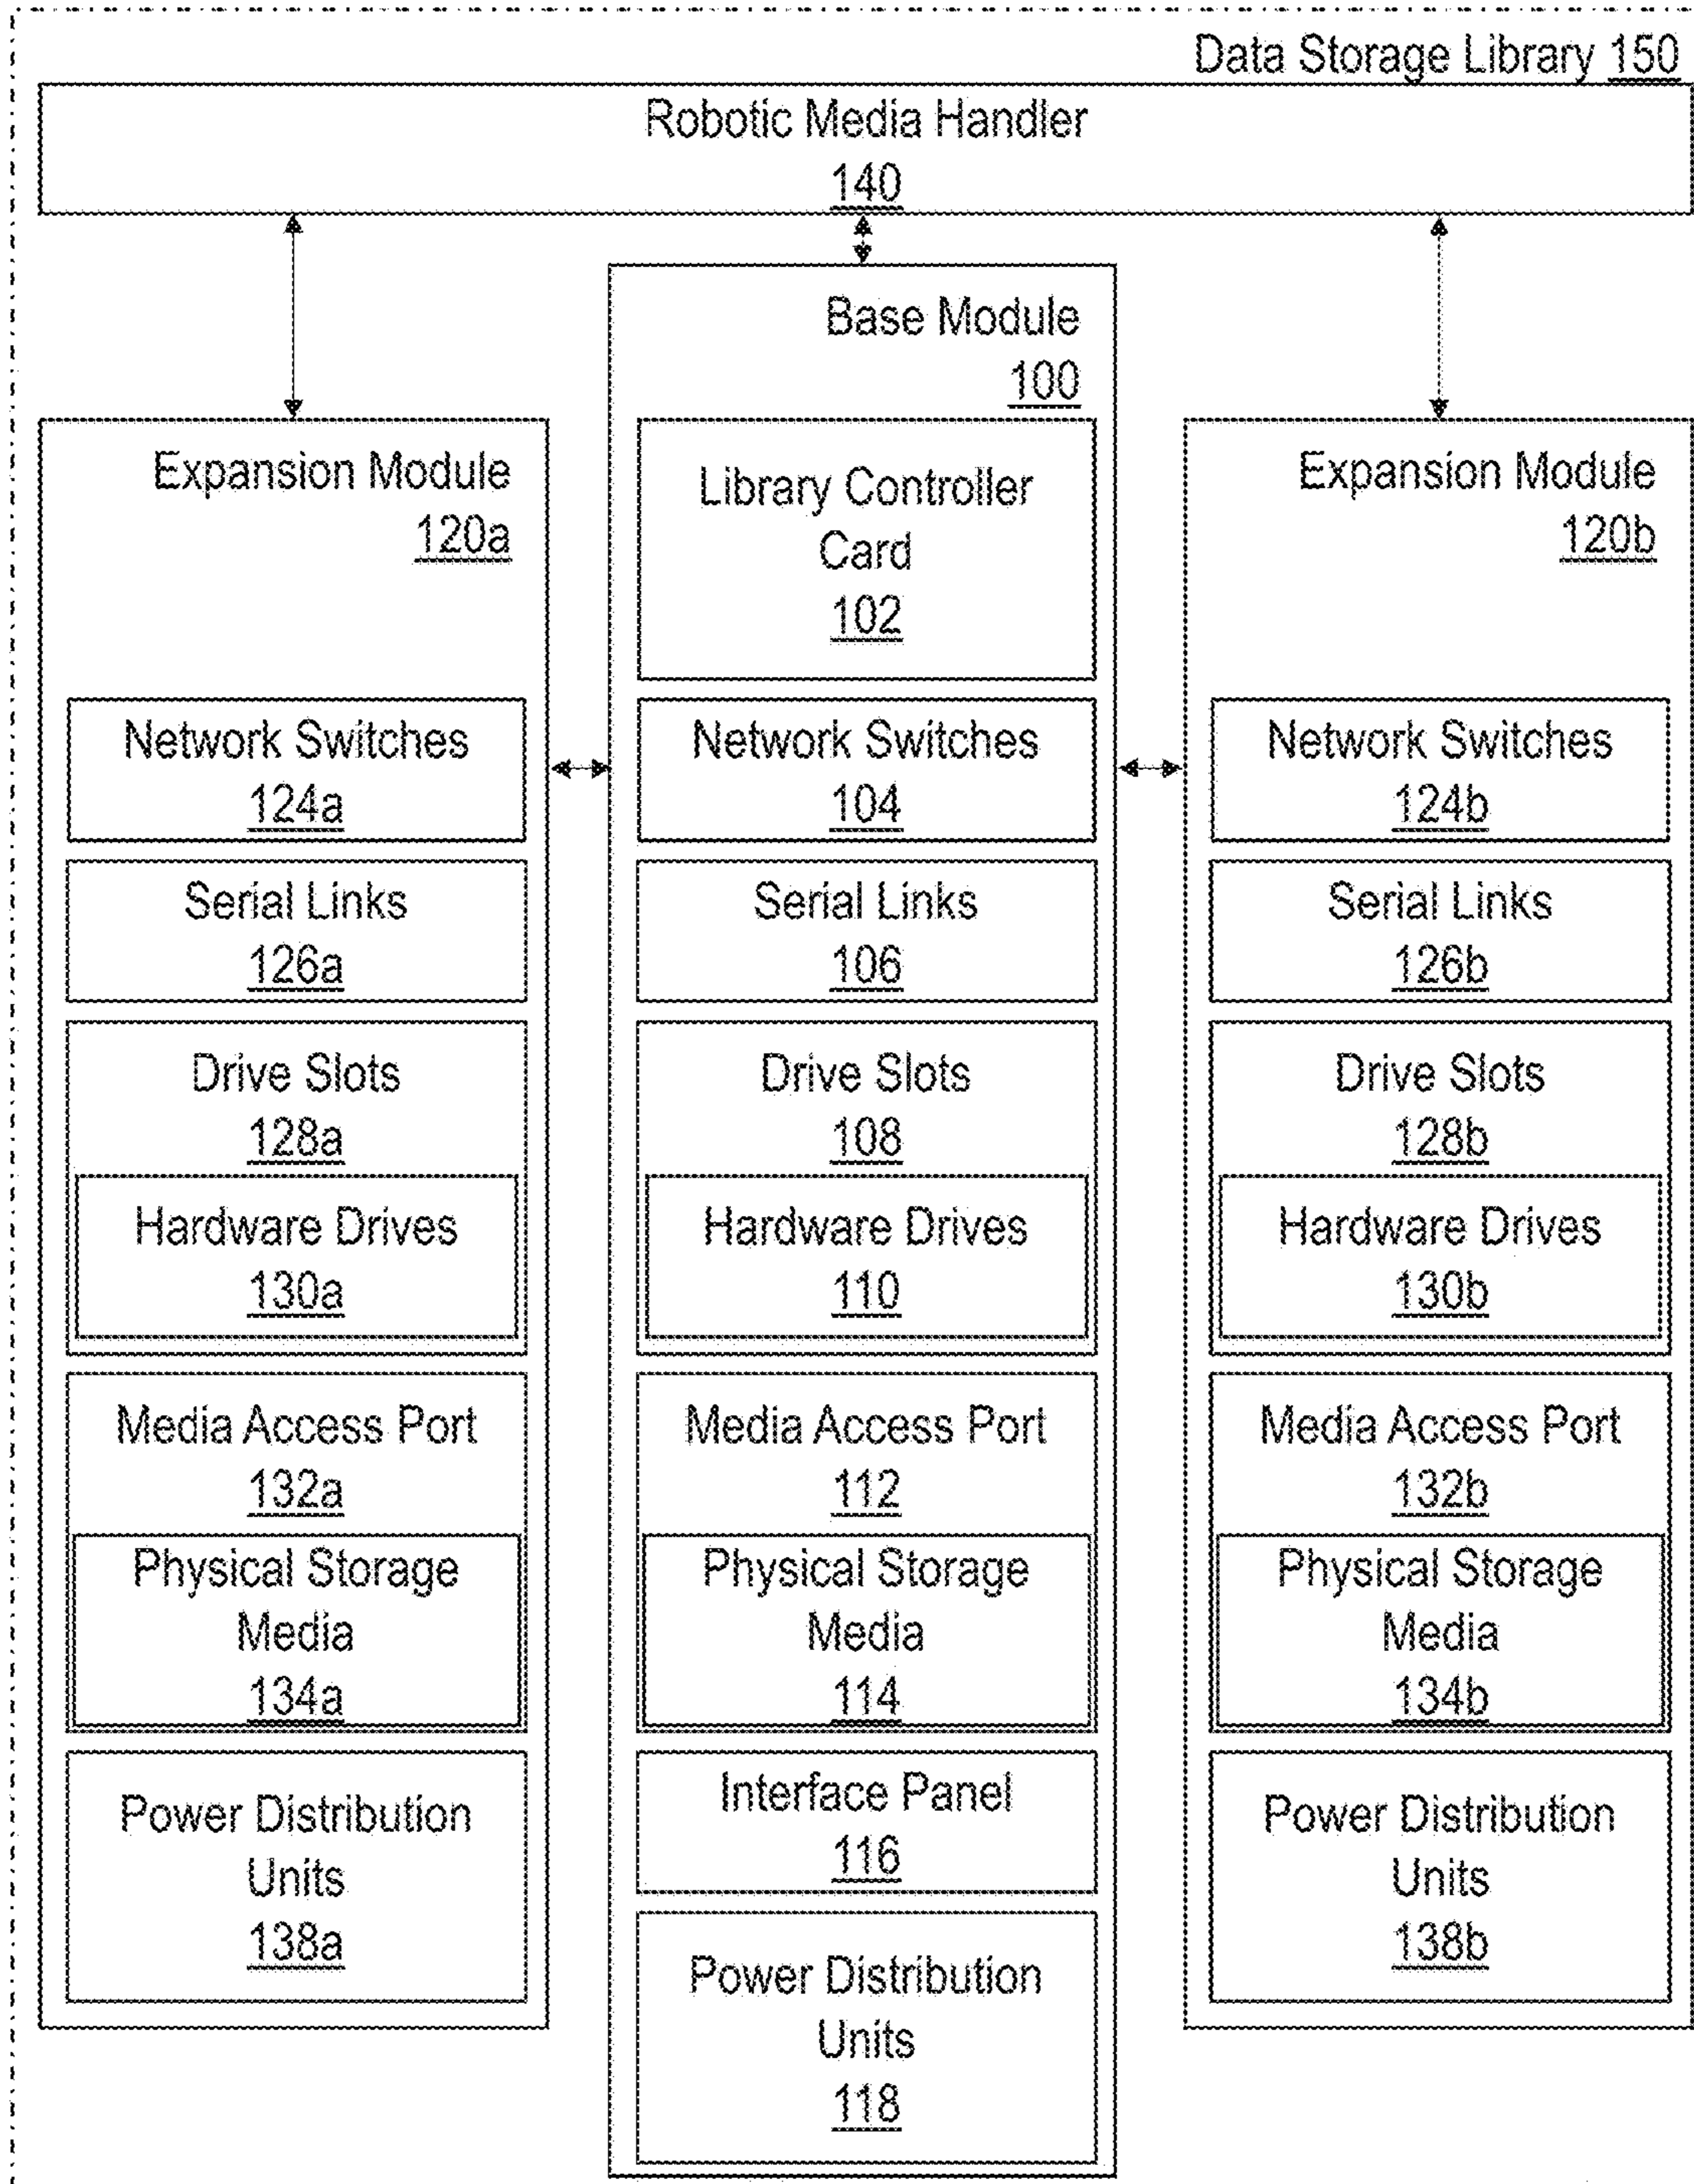 Data Storage Library 150
Robotic Media Handler
140
Base Module
100
Library Controller
Card
102
Network Switches
104
Serial Links
106
Drive Slots
108
Hardware Drives
110
Media Access Port
112
Physical Storage
Media
114
Interface Panel
116
Power Distribution
Units
118
Expansion Module
120a
Network Switches
124a
Serial Links
126a
Drive Slots
128a
Hardware Drives
130a
Media Access Port
132a
Physical Storage
Media
134a
Power Distribution
Units
138a
Expansion Module
120b
Network Switches
124b
Serial Links
126b
Drive Slots
128b
Hardware Drives
130b
Media Access Port
132b
Physical Storage
Media
134b
Power Distribution
Units
138b